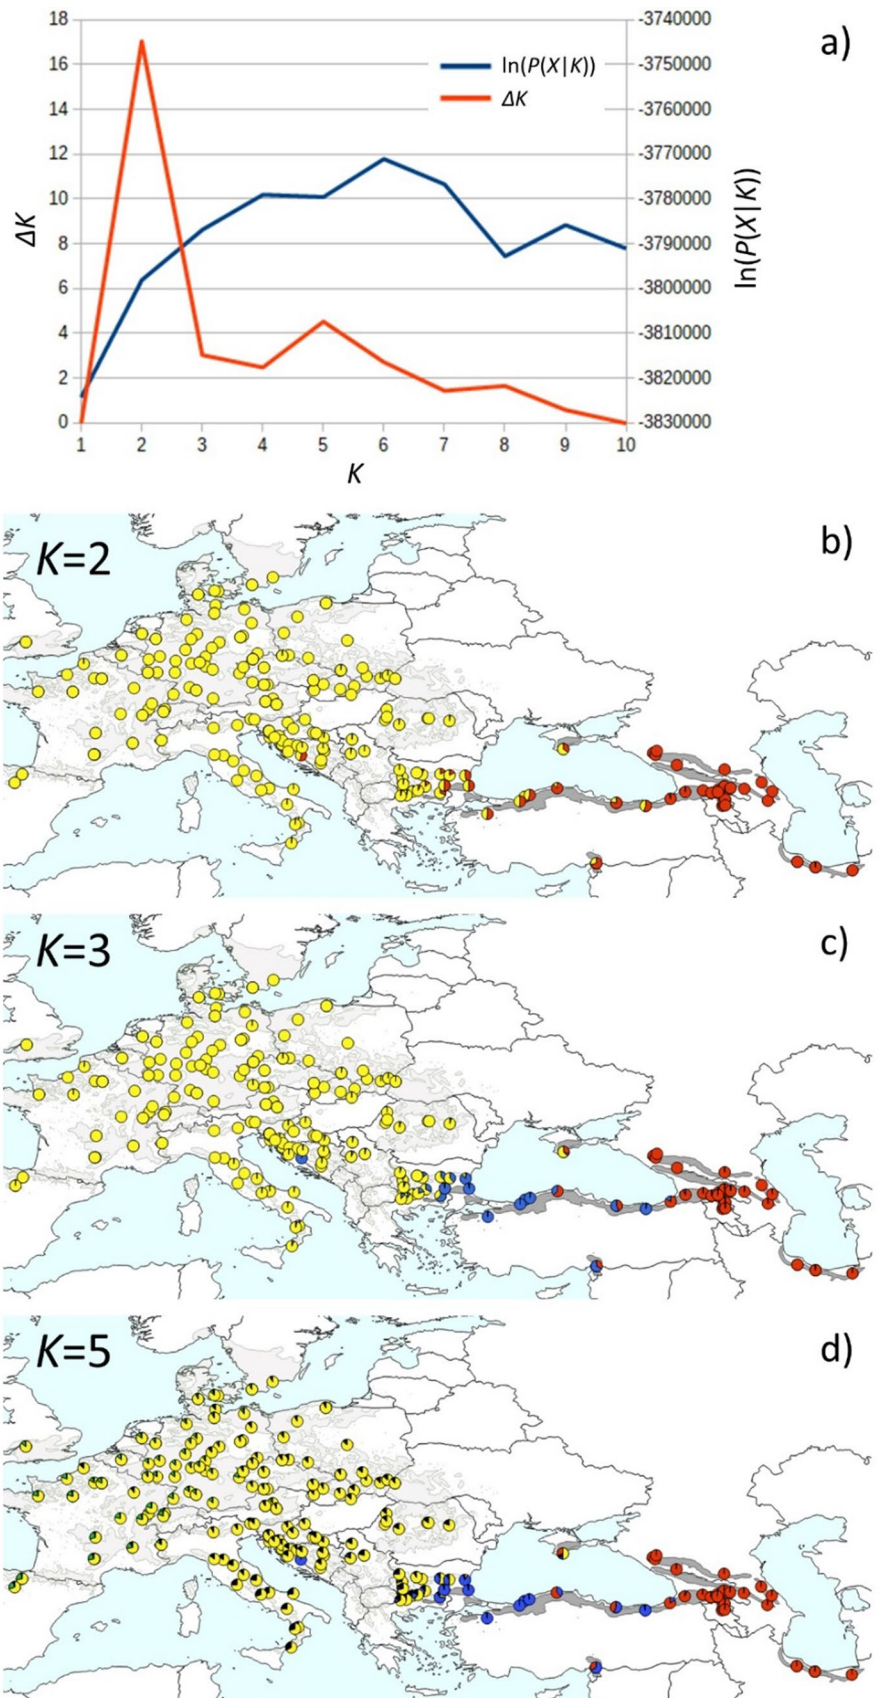 a)
18
16
14
12
10
8
6
4
2
0
ΔK
ln(P(X|K))
ΔK
-3740000
-3750000
-3760000
-3770000
-3780000
-3790000
-3800000
-3810000
-3820000
-3830000
ln(P(X|K))
1 2 3 4 5 6 7 8 9 10
K
K=2
b)
K=3
c)
K=5
d)